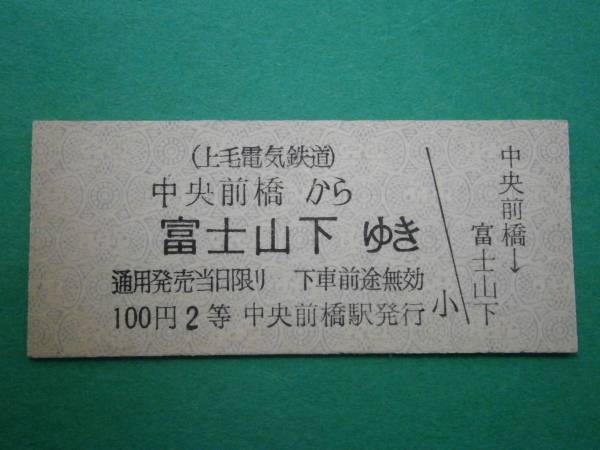 (上毛電気鉄道)
中央前橋 から
富士山下 ゆき
通用発売当日限り 下車前途無効
100円2等 中央前橋駅発行
小
中央前橋→
富士山下